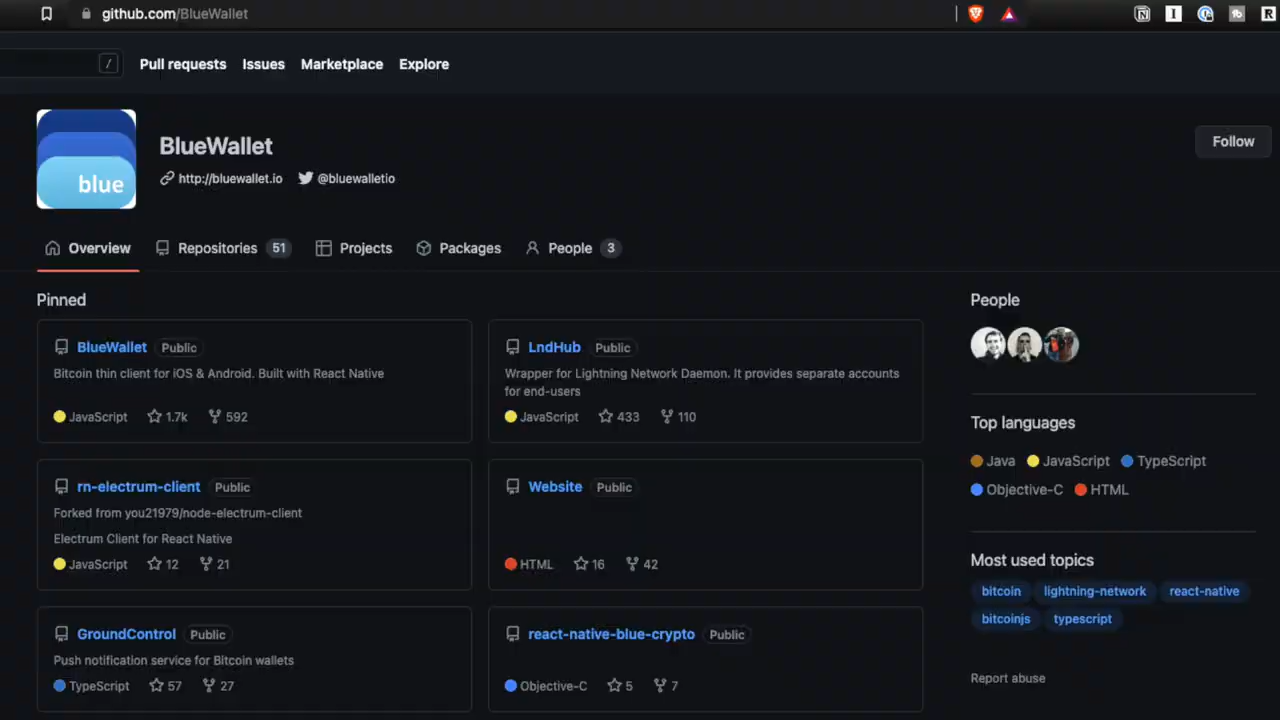 github.com/BlueWallet
/
Pull requests Issues Marketplace Explore
blue
BlueWallet
Follow
http://bluewallet.io @bluewalletio
Overview Repositories 51 Projects Packages People 3
Pinned
BlueWallet Public
Bitcoin thin client for iOS & Android. Built with React Native
JavaScript 1.7k 592
LndHub Public
Wrapper for Lightning Network Daemon. It provides separate accounts
for end-users
JavaScript 433 110
rn-electrum-client Public
Forked from you21979/node-electrum-client
Electrum Client for React Native
JavaScript 12 21
Website Public
HTML 16 42
GroundControl Public
Push notification service for Bitcoin wallets
TypeScript 57 27
react-native-blue-crypto Public
Objective-C 5 7
People
Top languages
Java JavaScript TypeScript
Objective-C HTML
Most used topics
bitcoin lightning-network react-native
bitcoinjs typescript
Report abuse